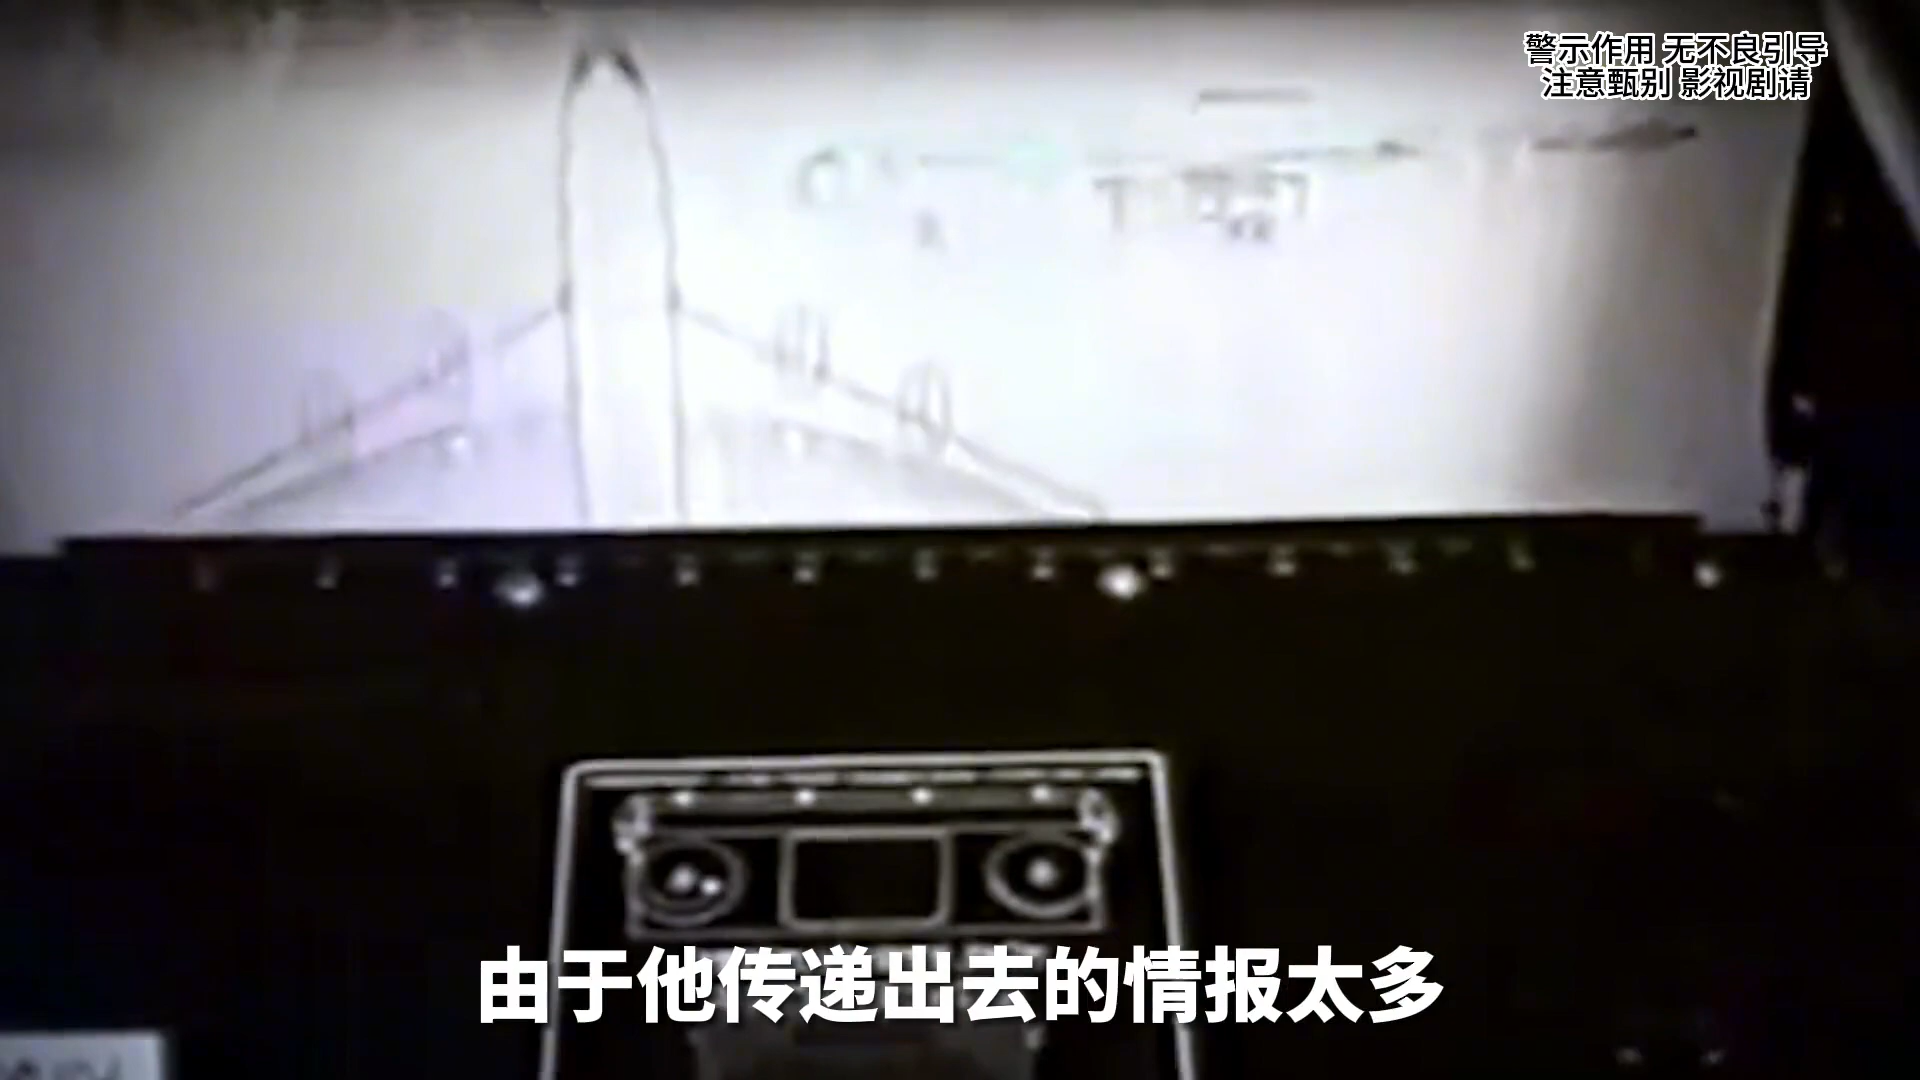 警示作用 无不良引导
注意甄别 影视剧请
由于他传递出去的情报太多